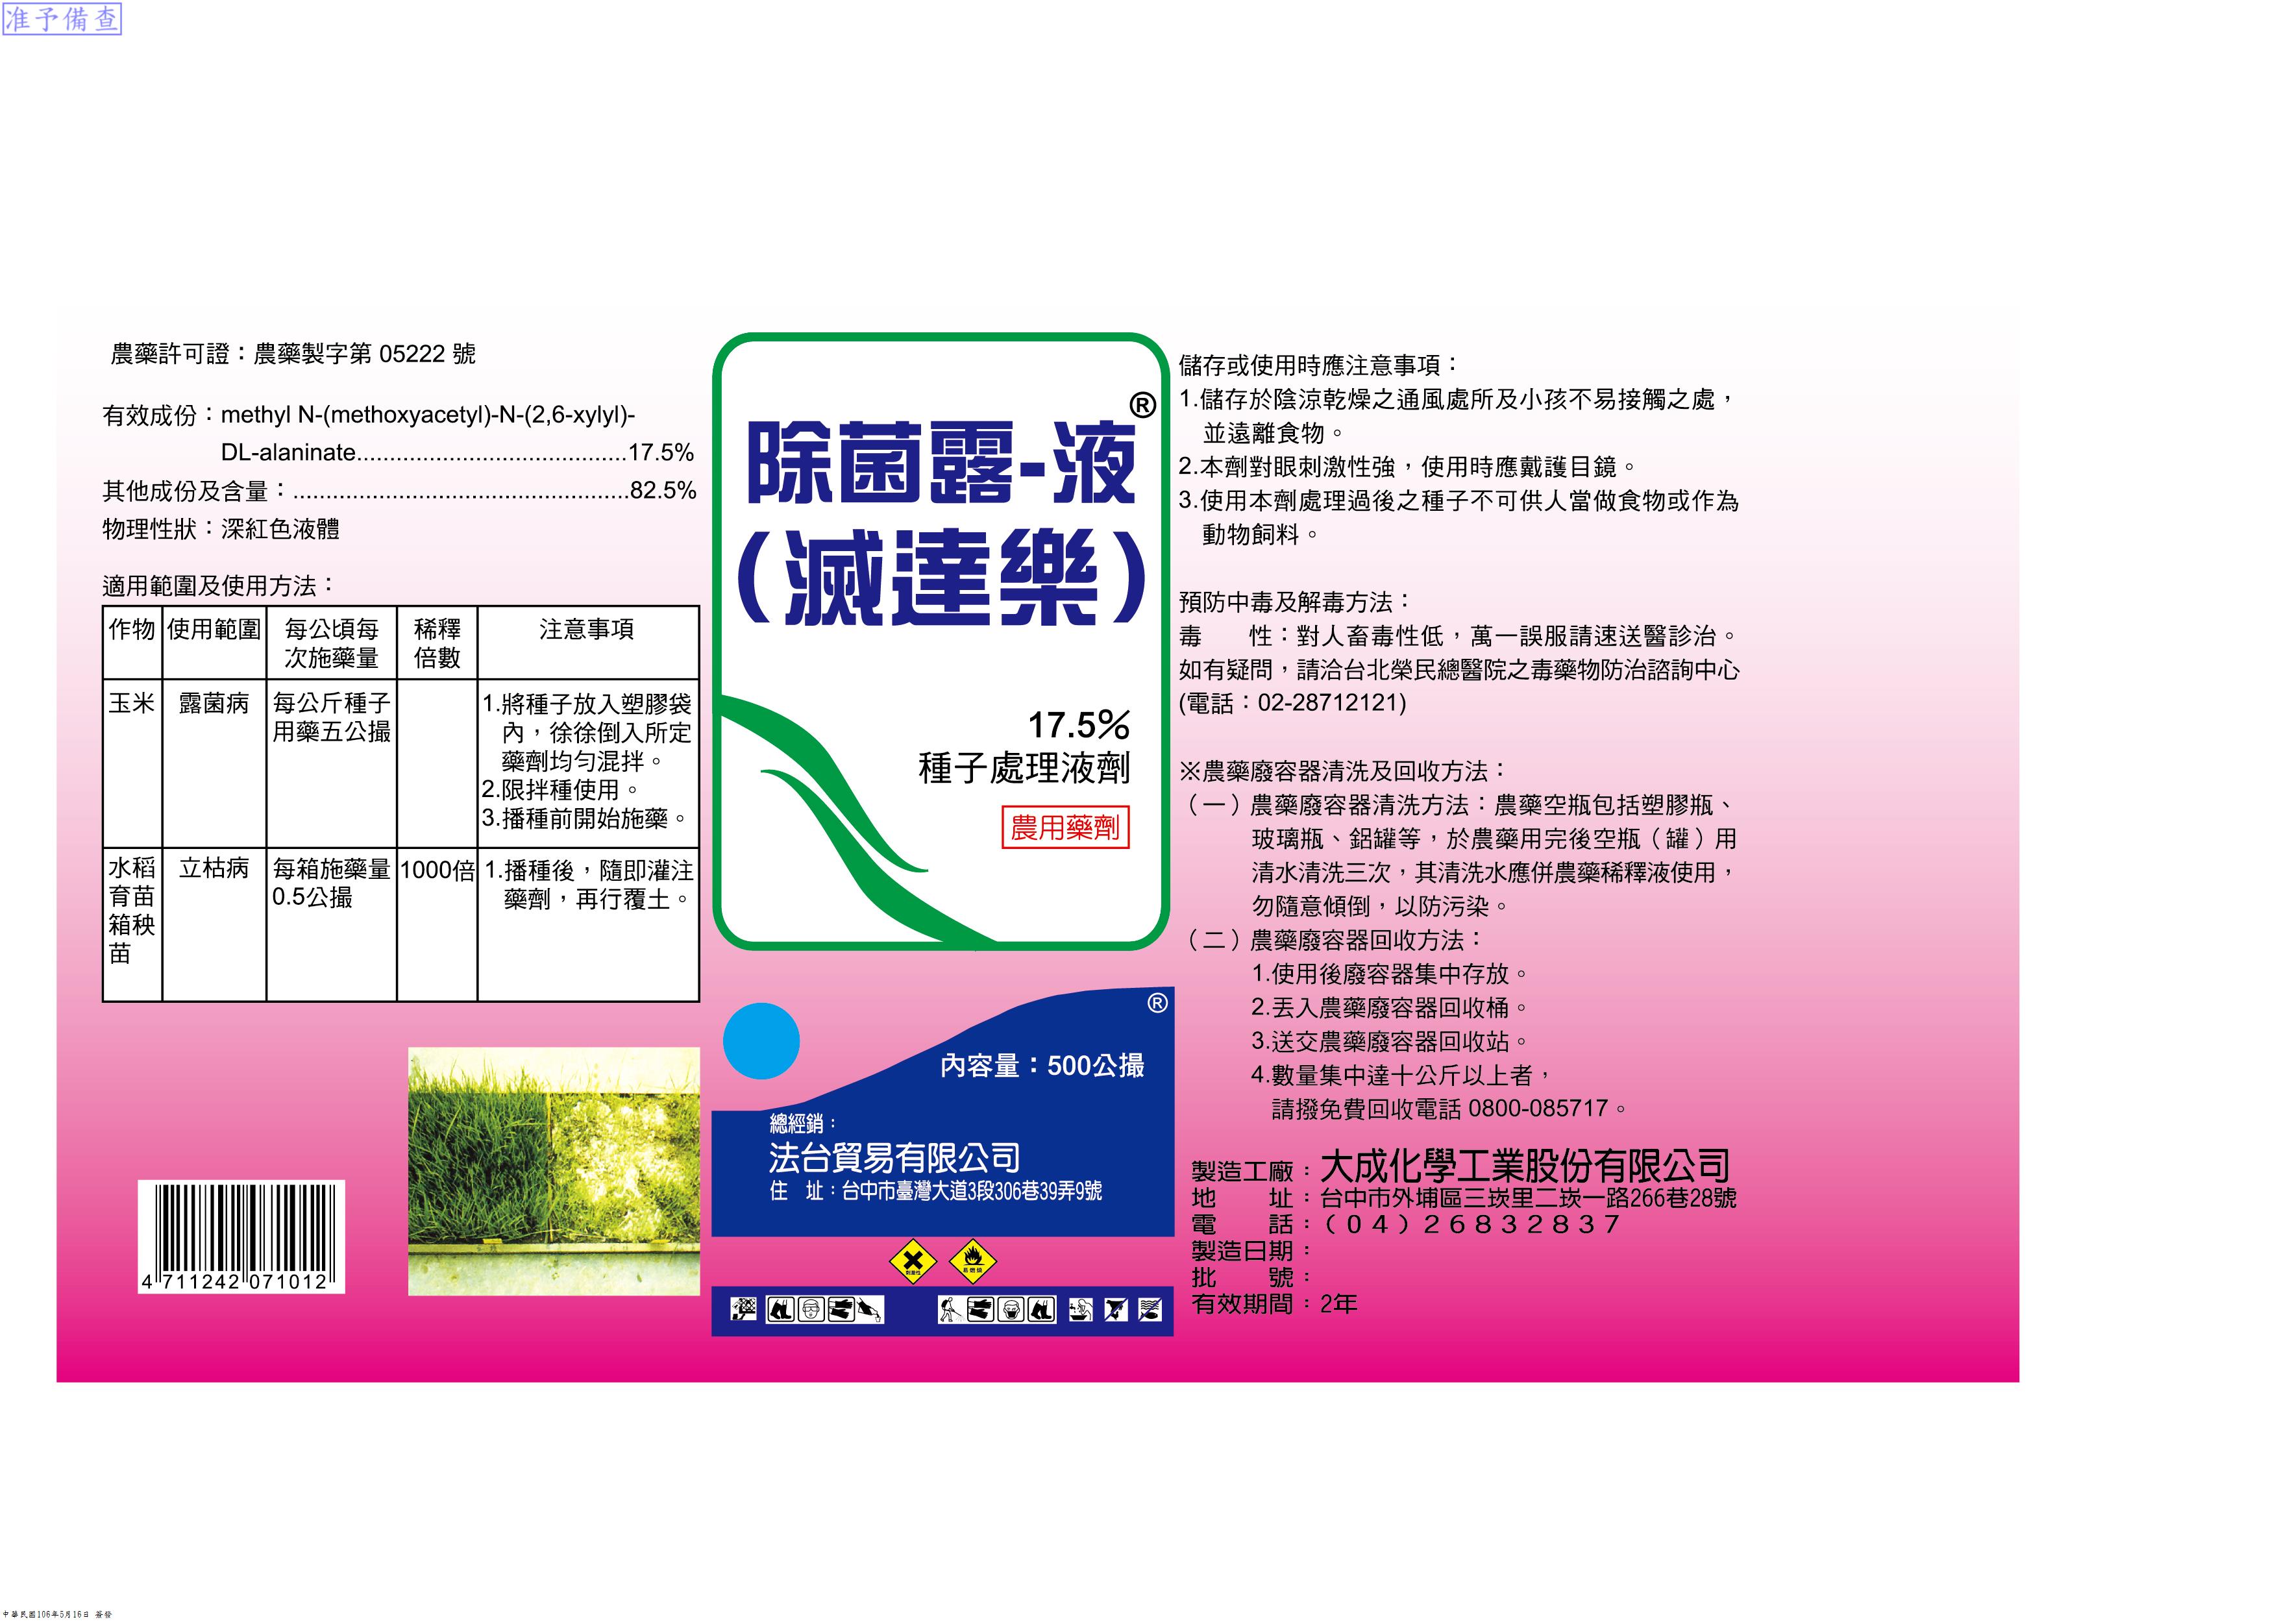 准予備查
農藥許可證：農藥製字第 05222 號
有效成份：methyl N-(methoxyacetyl)-N-(2,6-xylyl)-
DL-alaninate.........................................17.5%
其他成份及含量：...................................................82.5%
物理性狀：深紅色液體
適用範圍及使用方法：
作物 使用範圍 每公頃每 稀釋 注意事項
次施藥量 倍數
玉米 露菌病 每公斤種子 1.將種子放入塑膠袋
用藥五公撮 內，徐徐倒入所定
藥劑均勻混拌。
2.限拌種使用。
3.播種前開始施藥。
水稻 立枯病 每箱施藥量 1000倍 1.播種後，隨即灌注
育苗 0.5公撮 藥劑，再行覆土。
箱秧
苗
4 711242 071012
®
除菌露-液
(滅達樂)
17.5%
種子處理液劑
農用藥劑
®
內容量：500公撮
總經銷：
法台貿易有限公司
住　址：台中市臺灣大道3段306巷39弄9號
刺激性 易燃燒
儲存或使用時應注意事項：
1.儲存於陰涼乾燥之通風處所及小孩不易接觸之處，
並遠離食物。
2.本劑對眼刺激性強，使用時應戴護目鏡。
3.使用本劑處理過後之種子不可供人當做食物或作為
動物飼料。
預防中毒及解毒方法：
毒　　性：對人畜毒性低，萬一誤服請速送醫診治。
如有疑問，請洽台北榮民總醫院之毒藥物防治諮詢中心
(電話：02-28712121)
※農藥廢容器清洗及回收方法：
（一）農藥廢容器清洗方法：農藥空瓶包括塑膠瓶、
玻璃瓶、鋁罐等，於農藥用完後空瓶（罐）用
清水清洗三次，其清洗水應併農藥稀釋液使用，
勿隨意傾倒，以防污染。
（二）農藥廢容器回收方法：
1.使用後廢容器集中存放。
2.丟入農藥廢容器回收桶。
3.送交農藥廢容器回收站。
4.數量集中達十公斤以上者，
請撥免費回收電話 0800-085717。
製造工廠：大成化學工業股份有限公司
地　　址：台中市外埔區三崁里二崁一路266巷28號
電　　話：（04）26832837
製造日期：
批　　號：
有效期間：2年
中華民國106年5月16日 簽發